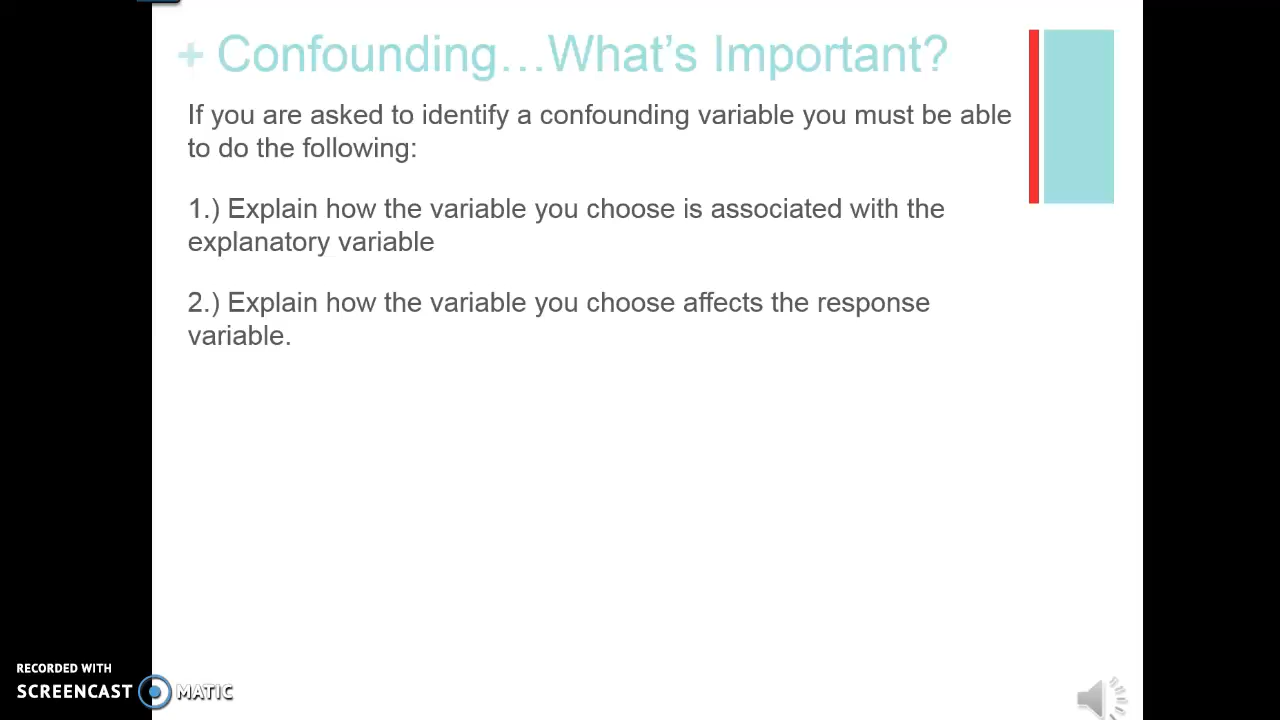 + Confounding…What’s Important?
If you are asked to identify a confounding variable you must be able
to do the following:
1.) Explain how the variable you choose is associated with the
explanatory variable
2.) Explain how the variable you choose affects the response
variable.
RECORDED WITH
SCREENCAST MATIC